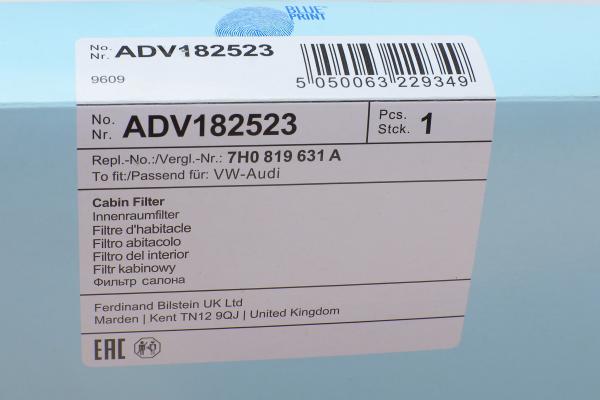 BLUE PRINT
No. Nr. ADV182523
9609
5 050063 229349
No. Nr. ADV182523
Pcs. Stck. 1
Repl.-No./Vergl.-Nr.: 7H0 819 631 A
To fit:/Passend für: VW-Audi
Cabin Filter
Innenraumfilter
Filtre d'habitacle
Filtro abitacolo
Filtro del interior
Filtr kabinowy
Фильтр салона
Ferdinand Bilstein UK Ltd
Marden | Kent TN12 9QJ | United Kingdom
EAC